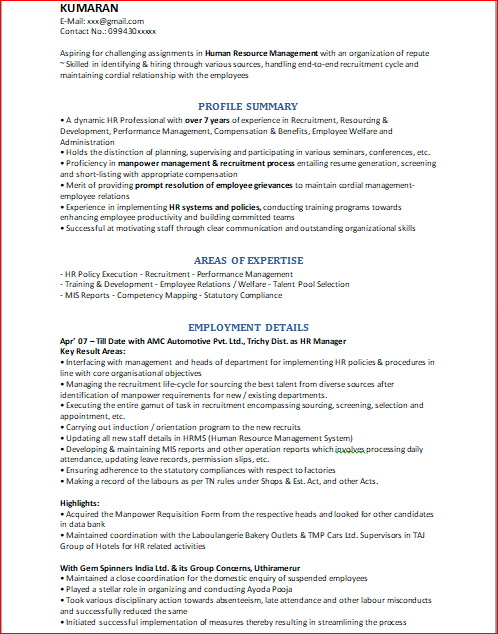 KUMARAN
E-Mail: xxx@gmail.com
Contact No.: 099430xxxxx
Aspiring for challenging assignments in Human Resource Management with an organization of repute
~ Skilled in identifying & hiring through various sources, handling end-to-end recruitment cycle and
maintaining cordial relationship with the employees
PROFILE SUMMARY
• A dynamic HR Professional with over 7 years of experience in Recruitment, Resourcing &
Development, Performance Management, Compensation & Benefits, Employee Welfare and
Administration
• Holds the distinction of planning, supervising and participating in various seminars, conferences, etc.
• Proficiency in manpower management & recruitment process entailing resume generation, screening
and short-listing with appropriate compensation
• Merit of providing prompt resolution of employee grievances to maintain cordial management-
employee relations
• Experience in implementing HR systems and policies, conducting training programs towards
enhancing employee productivity and building committed teams
• Successful at motivating staff through clear communication and outstanding organizational skills
AREAS OF EXPERTISE
- HR Policy Execution - Recruitment - Performance Management
- Training & Development - Employee Relations / Welfare - Talent Pool Selection
- MIS Reports - Competency Mapping - Statutory Compliance
EMPLOYMENT DETAILS
Apr' 07 – Till Date with AMC Automotive Pvt. Ltd., Trichy Dist. as HR Manager
Key Result Areas:
• Interfacing with management and heads of department for implementing HR policies & procedures in
line with core organisational objectives
• Managing the recruitment life-cycle for sourcing the best talent from diverse sources after
identification of manpower requirements for new / existing departments.
• Executing the entire gamut of task in recruitment encompassing sourcing, screening, selection and
appointment, etc.
• Carrying out induction / orientation program to the new recruits
• Updating all new staff details in HRMS (Human Resource Management System)
• Developing & maintaining MIS reports and other operation reports which involves processing daily
attendance, updating leave records, permission slips, etc.
• Ensuring adherence to the statutory compliances with respect to factories
• Making a record of the labours as per TN rules under Shops & Est. Act, and other Acts.
Highlights:
• Acquired the Manpower Requisition Form from the respective heads and looked for other candidates
in data bank
• Maintained coordination with the Laboulangerie Bakery Outlets & TMP Cars Ltd. Supervisors in TAJ
Group of Hotels for HR related activities
With Gem Spinners India Ltd. & its Group Concerns, Uthiramerur
• Maintained a close coordination for the domestic enquiry of suspended employees
• Played a stellar role in organizing and conducting Ayoda Pooja
• Took various disciplinary action towards absenteeism, late attendance and other labour misconducts
and successfully reduced the same
• Initiated successful implementation of measures thereby resulting in streamlining the process